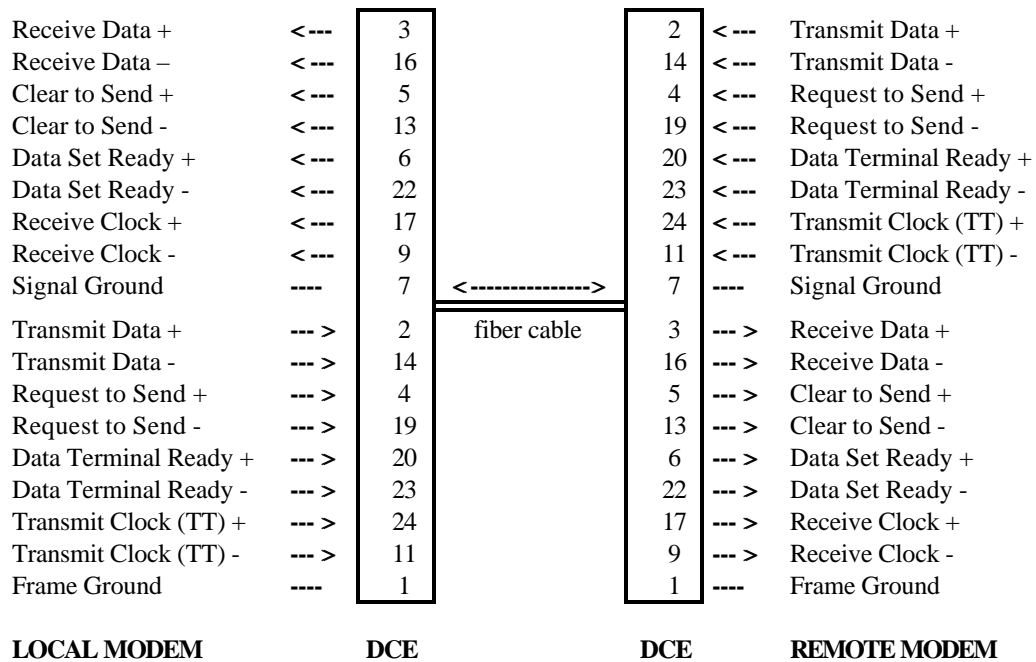 Receive Data + <--- 3 2 <--- Transmit Data +
Receive Data – <--- 16 14 <--- Transmit Data -
Clear to Send + <--- 5 4 <--- Request to Send +
Clear to Send - <--- 13 19 <--- Request to Send -
Data Set Ready + <--- 6 20 <--- Data Terminal Ready +
Data Set Ready - <--- 22 23 <--- Data Terminal Ready -
Receive Clock + <--- 17 24 <--- Transmit Clock (TT) +
Receive Clock - <--- 9 11 <--- Transmit Clock (TT) -
Signal Ground ---- 7 <---------------> 7 ---- Signal Ground
Transmit Data + ---> 2 fiber cable 3 ---> Receive Data +
Transmit Data - ---> 14 16 ---> Receive Data -
Request to Send + ---> 4 5 ---> Clear to Send +
Request to Send - ---> 19 13 ---> Clear to Send -
Data Terminal Ready + ---> 20 6 ---> Data Set Ready +
Data Terminal Ready - ---> 23 22 ---> Data Set Ready -
Transmit Clock (TT) + ---> 24 17 ---> Receive Clock +
Transmit Clock (TT) - ---> 11 9 ---> Receive Clock -
Frame Ground ---- 1 1 ---- Frame Ground
LOCAL MODEM DCE DCE REMOTE MODEM